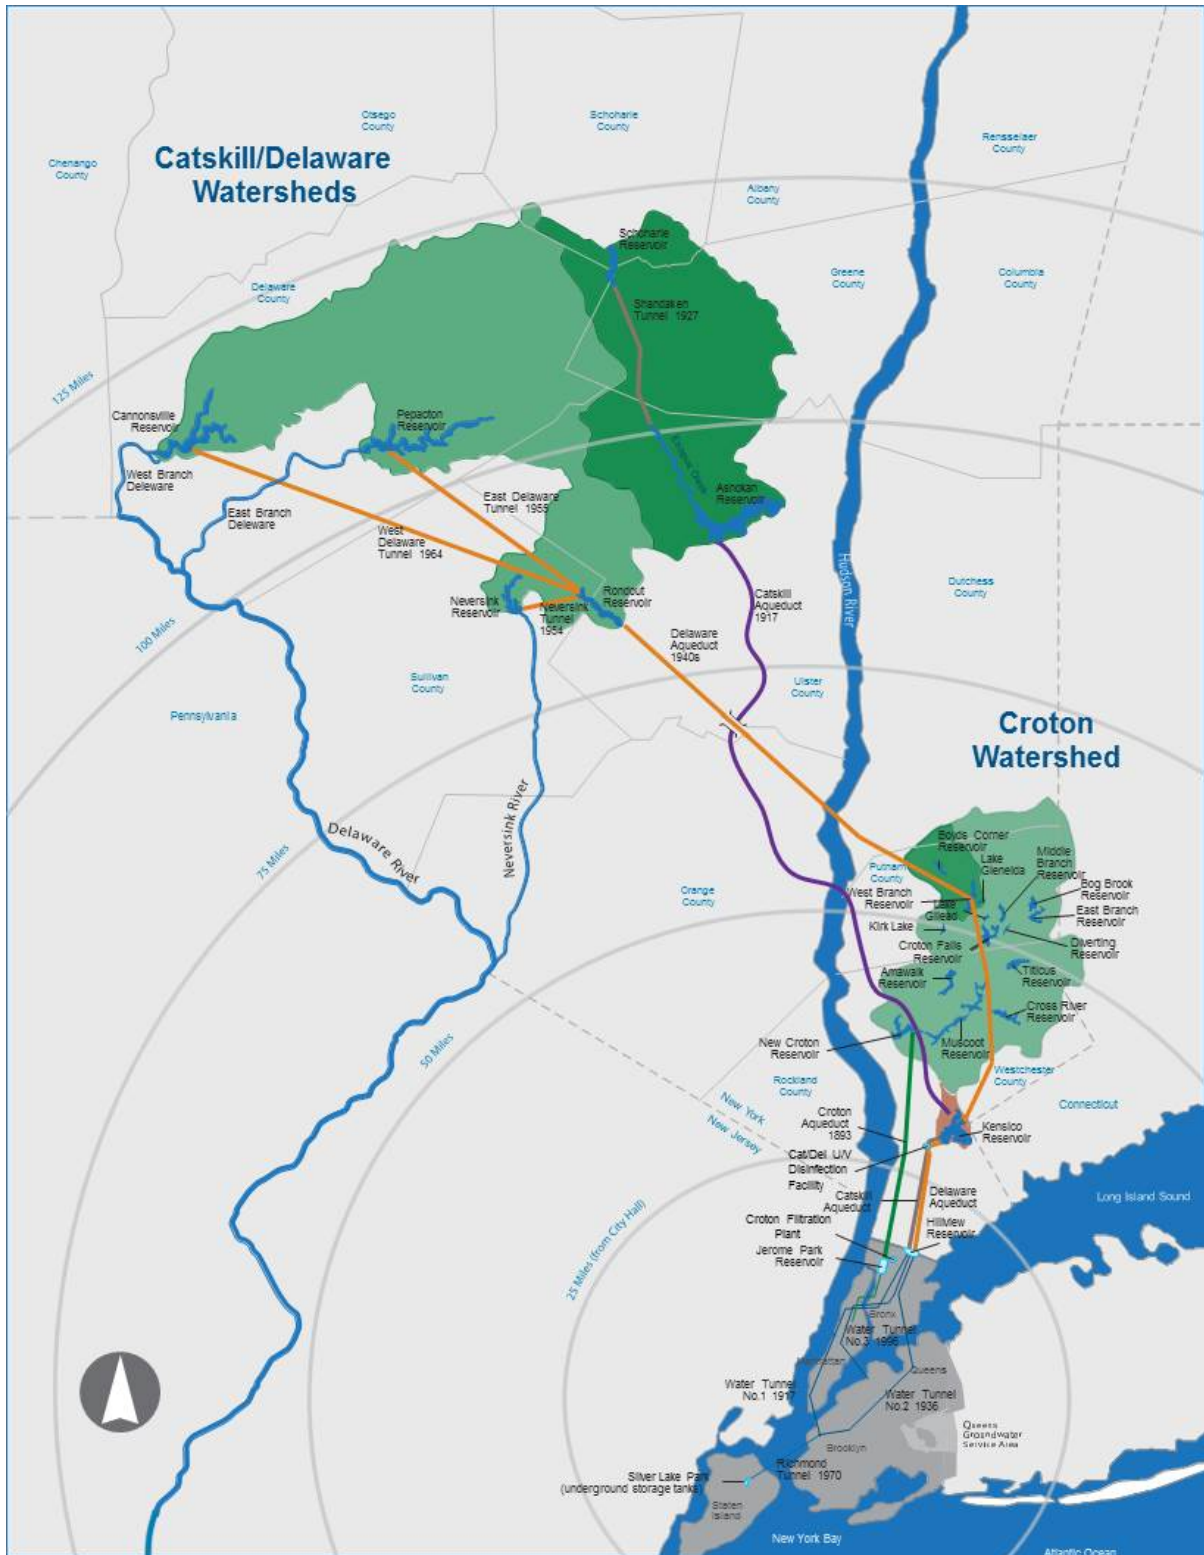 Otsego
County
Schoharie
County
Rensselaer
County
Chenango
County
Catskill/Delaware
Watersheds
Albany
County
Schoharie
Reservoir
Delaware
County
Greene
County
Columbia
County
Shandaken
Tunnel 1927
125 Miles
Cannonsville
Reservoir
Pepacton
Reservoir
West Branch
Deleware
East Branch
Deleware
East Delaware
Tunnel 1955
West
Delaware
Tunnel 1964
Esopus Creek
Ashokan
Reservoir
Hudson River
Dutchess
County
Neversink
Reservoir
Neversink
Tunnel
1954
Rondout
Reservoir
Catskill
Aqueduct
1917
Delaware
Aqueduct
1940s
100 Miles
Sullivan
County
Ulster
County
Pennsylvania
Croton
Watershed
Neversink River
Delaware River
75 Miles
Orange
County
Putnam
County
Boyds Corner
Reservoir
Lake
Gleneida
Middle
Branch
Reservoir
West Branch
Reservoir
Lake
Gilead
Bog Brook
Reservoir
East Branch
Reservoir
Kirk Lake
Croton Falls
Reservoir
Diverting
Reservoir
Amawalk
Reservoir
Titicus
Reservoir
Cross River
Reservoir
New Croton
Reservoir
Muscoot
Reservoir
50 Miles
Rockland
County
Westchester
County
New York
New Jersey
Connecticut
Croton
Aqueduct
1893
Kensico
Reservoir
Cat/Del U/V
Disinfection
Facility
Catskill
Aqueduct
Delaware
Aqueduct
Long Island Sound
25 Miles (from City Hall)
Croton Filtration
Plant
Hillview
Reservoir
Jerome Park
Reservoir
Bronx
Water Tunnel
No.3 1996
Manhattan
Queens
Water Tunnel
No.1 1917
Water Tunnel
No.2 1936
Queens
Groundwater
Service Area
Brooklyn
Richmond
Tunnel 1970
Silver Lake Park
(underground storage tanks)
Staten
Island
New York Bay
Atlantic Ocean